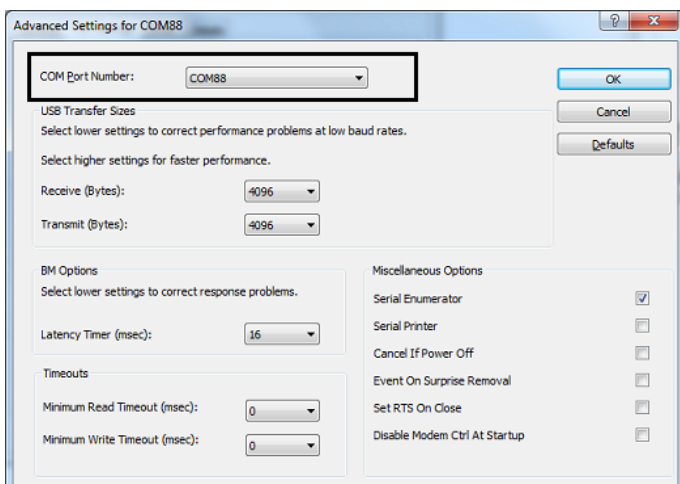 Advanced Settings for COM88
COM Port Number: COM88
OK
USB Transfer Sizes
Cancel
Select lower settings to correct performance problems at low baud rates.
Defaults
Select higher settings for faster performance.
Receive (Bytes): 4096
Transmit (Bytes): 4096
BM Options
Select lower settings to correct response problems.
Latency Timer (msec): 16
Timeouts
Minimum Read Timeout (msec): 0
Minimum Write Timeout (msec): 0
Miscellaneous Options
Serial Enumerator
Serial Printer
Cancel If Power Off
Event On Surprise Removal
Set RTS On Close
Disable Modem Ctrl At Startup